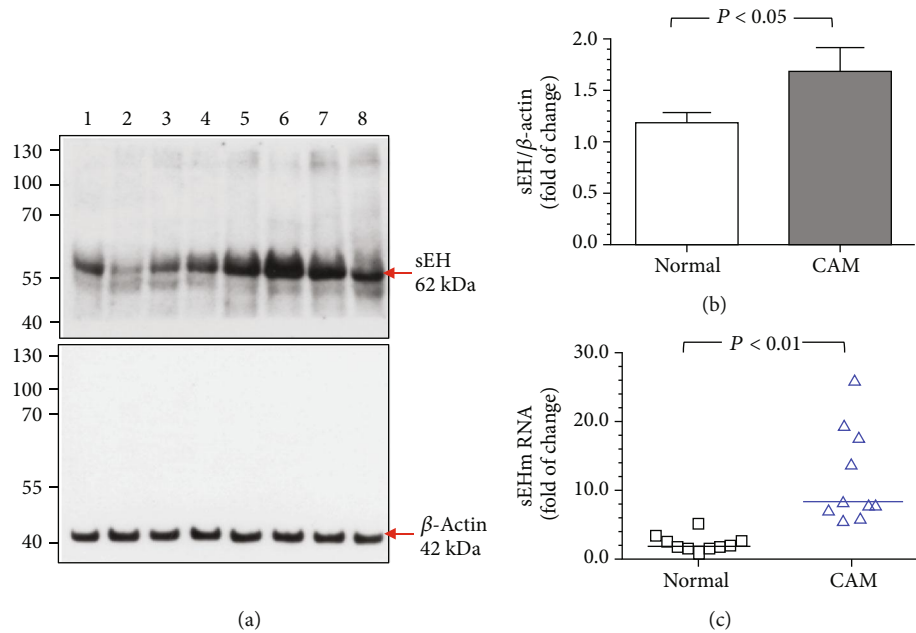 1 2 3 4 5 6 7 8
130
100
70
55
40
sEH
62 kDa
130
100
70
55
40
β-Actin
42 kDa
(a)
P < 0.05
sEH/β-actin
(fold of change)
2.0
1.5
1.0
0.5
0.0
Normal CAM
(b)
P < 0.01
sEHm RNA
(fold of change)
30.0
20.0
10.0
0.0
Normal CAM
(c)